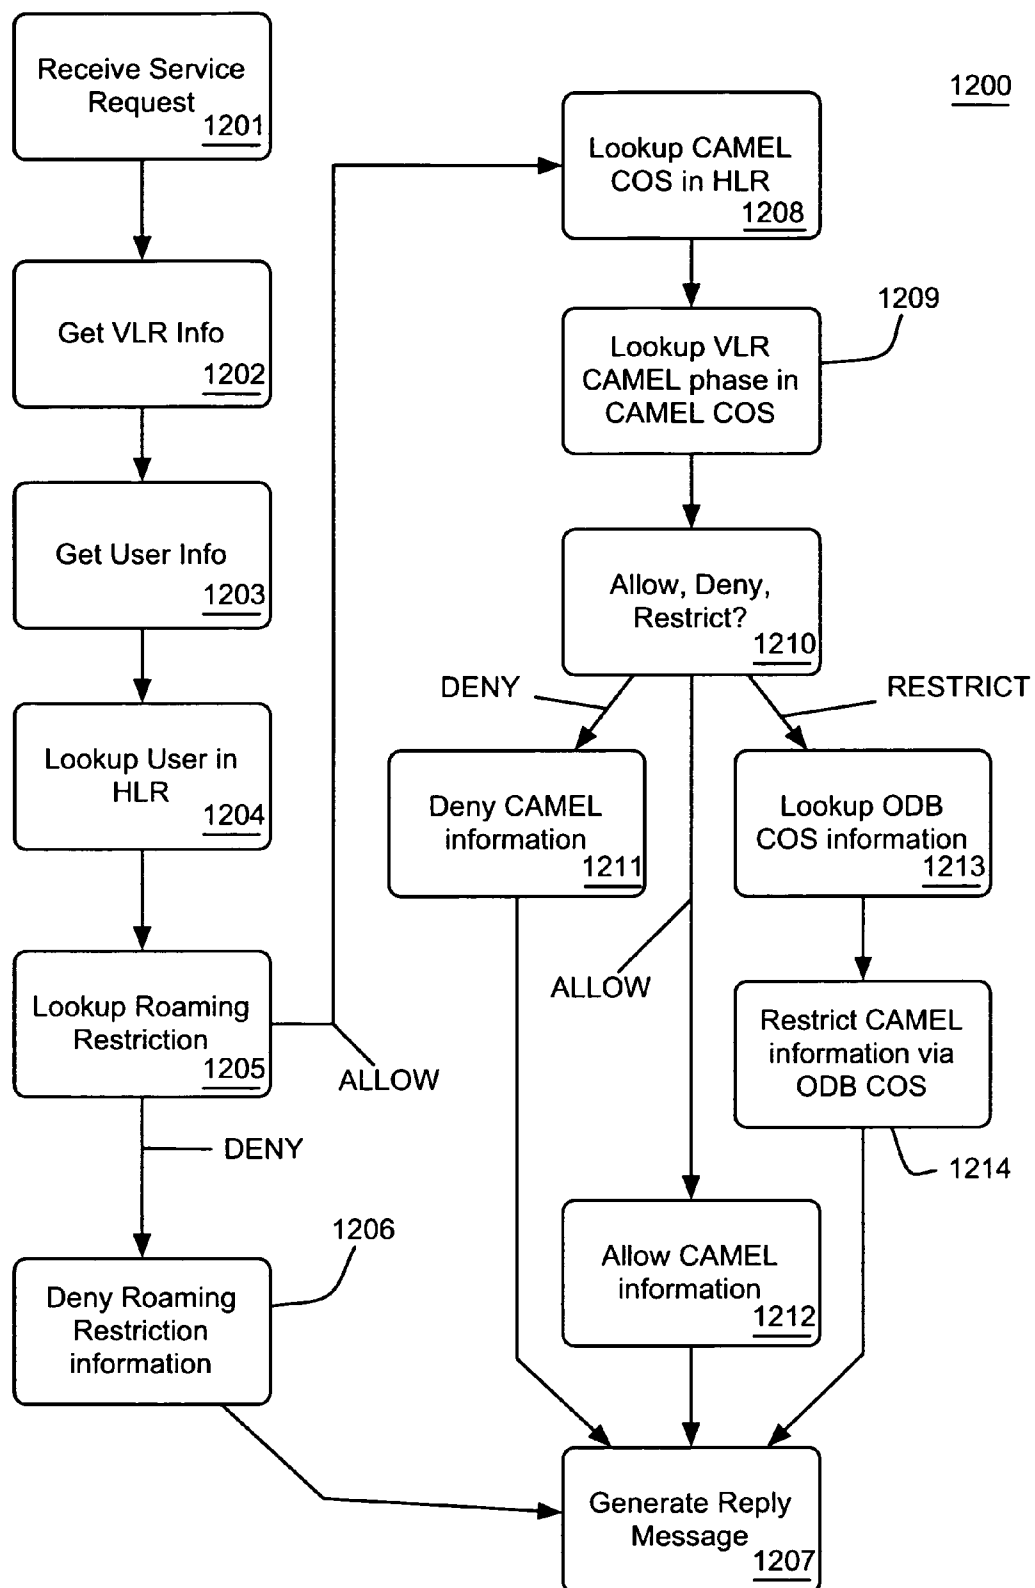 1200
Receive Service
Request
1201
Get VLR Info
1202
Get User Info
1203
Lookup User in
HLR
1204
Lookup Roaming
Restriction
1205
ALLOW
DENY
1206
Deny Roaming
Restriction
information
Lookup CAMEL
COS in HLR
1208
1209
Lookup VLR
CAMEL phase in
CAMEL COS
Allow, Deny,
Restrict?
1210
DENY
RESTRICT
Deny CAMEL
information
1211
Lookup ODB
COS information
1213
ALLOW
Restrict CAMEL
information via
ODB COS
1214
Allow CAMEL
information
1212
Generate Reply
Message
1207